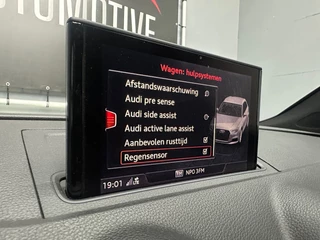 AUTOMOTIVE
Wagen: hulpsystemen
Afstandswaarschuwing
Audi pre sense
Audi side assist
Audi active lane assist
Aanbevolen rusttijd
Regensensor
19:01
NPO 3FM